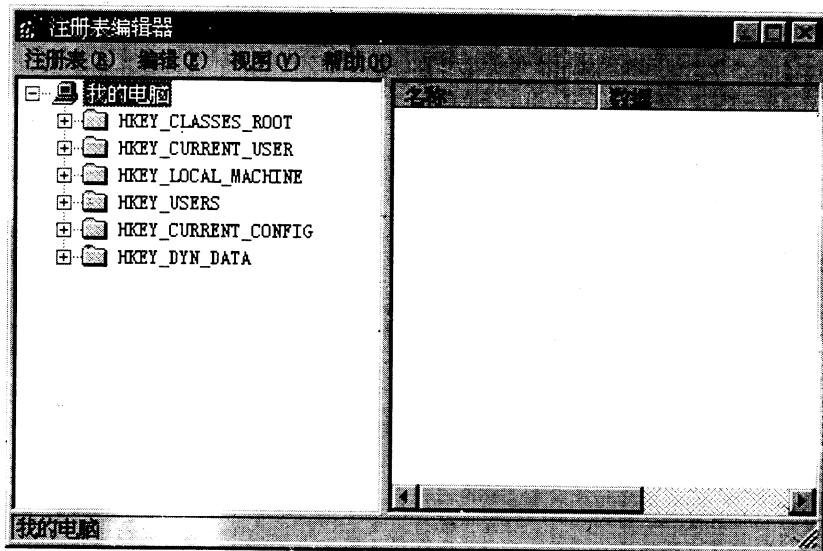 注册表编辑器
注册表(R) 编辑(E) 视图(V) 帮助(H)
我的电脑
名称 数据
HKEY_CLASSES_ROOT
HKEY_CURRENT_USER
HKEY_LOCAL_MACHINE
HKEY_USERS
HKEY_CURRENT_CONFIG
HKEY_DYN_DATA
我的电脑